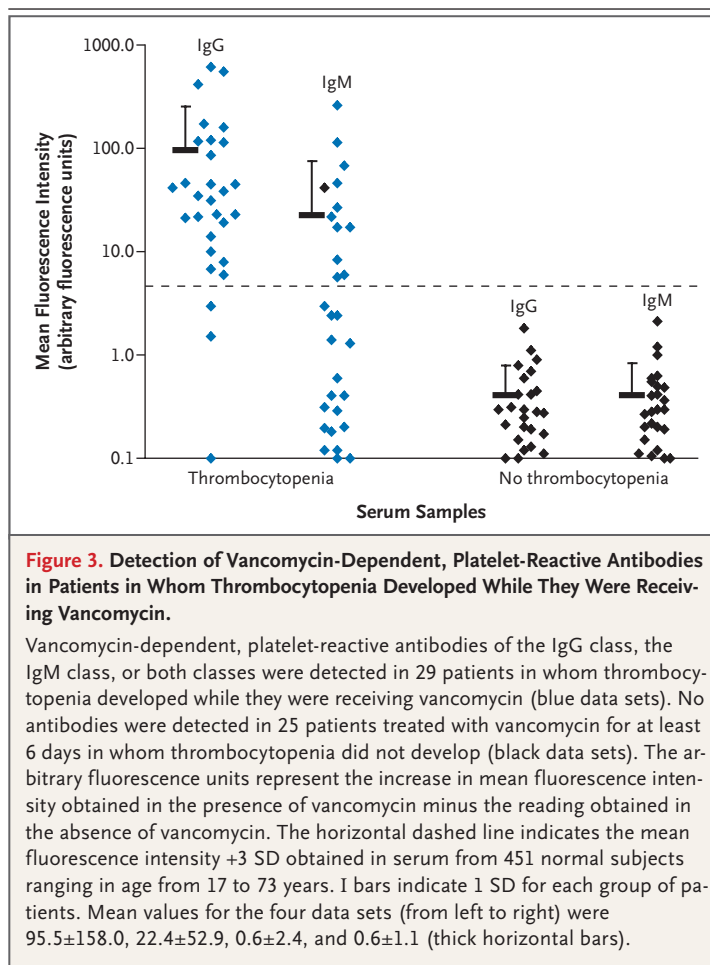 Mean Fluorescence Intensity
(arbitrary fluorescence units)
1000.0
100.0
10.0
1.0
0.1
IgG
IgM
IgG
IgM
Thrombocytopenia
No thrombocytopenia
Serum Samples
Figure 3. Detection of Vancomycin-Dependent, Platelet-Reactive Antibodies
in Patients in Whom Thrombocytopenia Developed While They Were Receiv-
ing Vancomycin.
Vancomycin-dependent, platelet-reactive antibodies of the IgG class, the
IgM class, or both classes were detected in 29 patients in whom thrombocy-
topenia developed while they were receiving vancomycin (blue data sets). No
antibodies were detected in 25 patients treated with vancomycin for at least
6 days in whom thrombocytopenia did not develop (black data sets). The ar-
bitrary fluorescence units represent the increase in mean fluorescence inten-
sity obtained in the presence of vancomycin minus the reading obtained in
the absence of vancomycin. The horizontal dashed line indicates the mean
fluorescence intensity +3 SD obtained in serum from 451 normal subjects
ranging in age from 17 to 73 years. I bars indicate 1 SD for each group of pa-
tients. Mean values for the four data sets (from left to right) were
95.5±158.0, 22.4±52.9, 0.6±2.4, and 0.6±1.1 (thick horizontal bars).